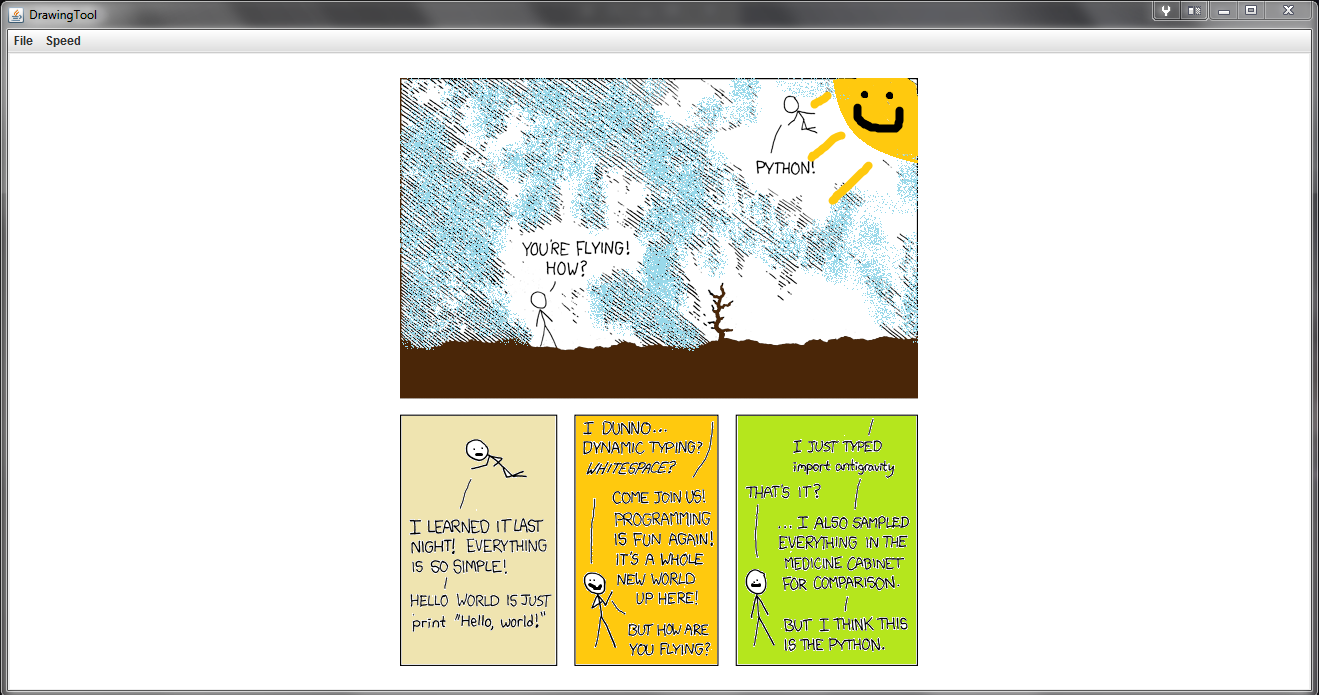 DrawingTool
File Speed
PYTHON!
YOU'RE FLYING!
HOW?
I LEARNED IT LAST
NIGHT! EVERYTHING
IS SO SIMPLE!
HELLO WORLD IS JUST
print "Hello, world!"
I DUNNO...
DYNAMIC TYPING?
WHITESPACE?
COME JOIN US!
PROGRAMMING
IS FUN AGAIN!
IT'S A WHOLE
NEW WORLD
UP HERE!
BUT HOW ARE
YOU FLYING?
I JUST TYPED
import antigravity
THAT'S IT?
... I ALSO SAMPLED
EVERYTHING IN THE
MEDICINE CABINET
FOR COMPARISON.
BUT I THINK THIS
IS THE PYTHON.